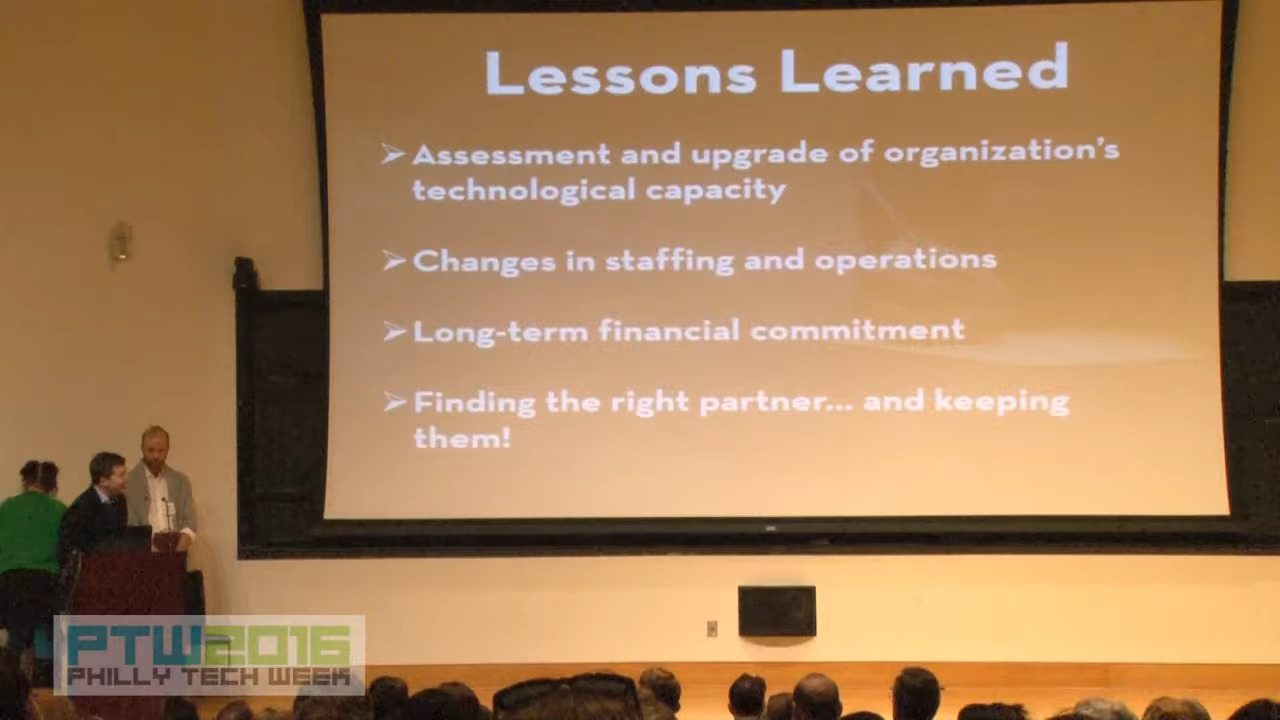 Lessons Learned
➢ Assessment and upgrade of organization's
technological capacity
➢ Changes in staffing and operations
➢ Long-term financial commitment
➢ Finding the right partner... and keeping
them!
PTW2016
PHILLY TECH WEEK